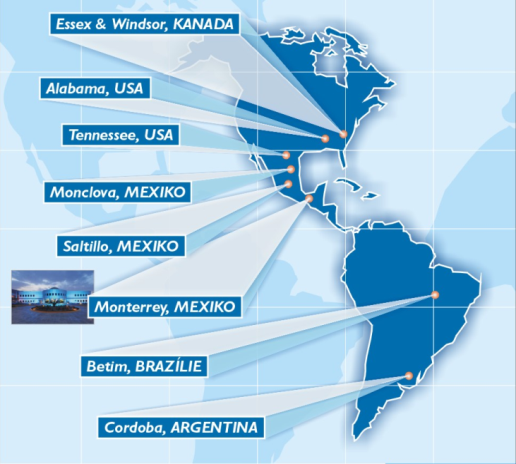 Essex & Windsor, KANADA
Alabama, USA
Tennessee, USA
Monclova, MEXIKO
Saltillo, MEXIKO
Monterrey, MEXIKO
Betim, BRAZÍLIE
Cordoba, ARGENTINA